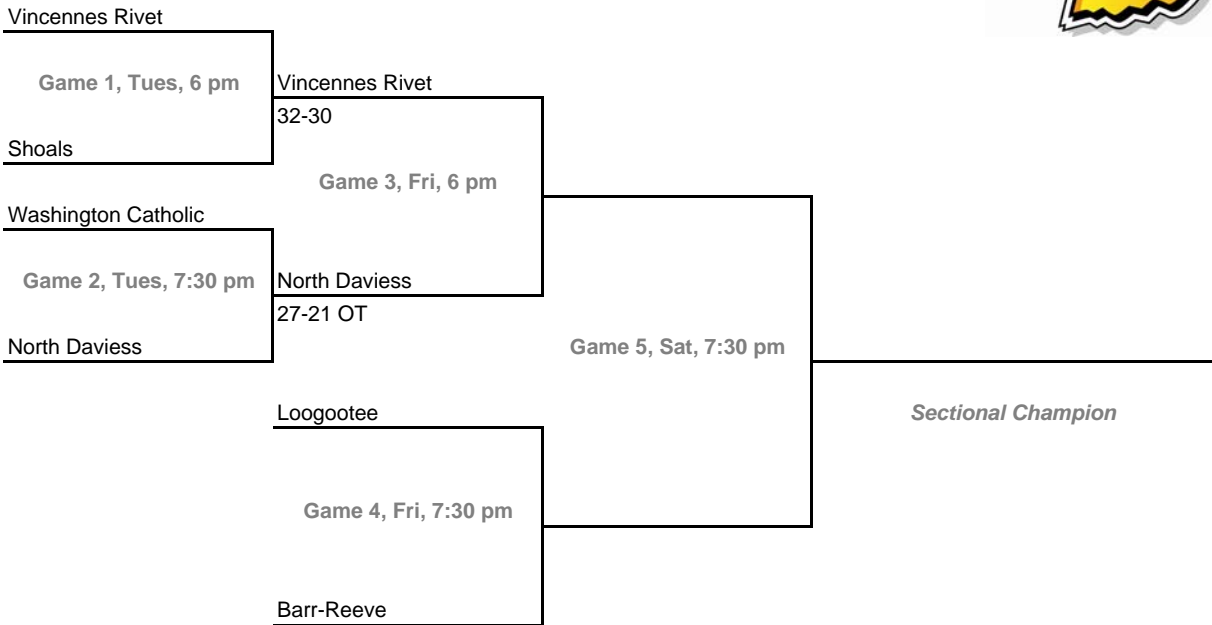 Vincennes Rivet
Game 1, Tues, 6 pm
Vincennes Rivet
32-30
Shoals
Game 3, Fri, 6 pm
Washington Catholic
Game 2, Tues, 7:30 pm
North Daviess
27-21 OT
North Daviess
Game 5, Sat, 7:30 pm
Loogootee
Sectional Champion
Game 4, Fri, 7:30 pm
Barr-Reeve